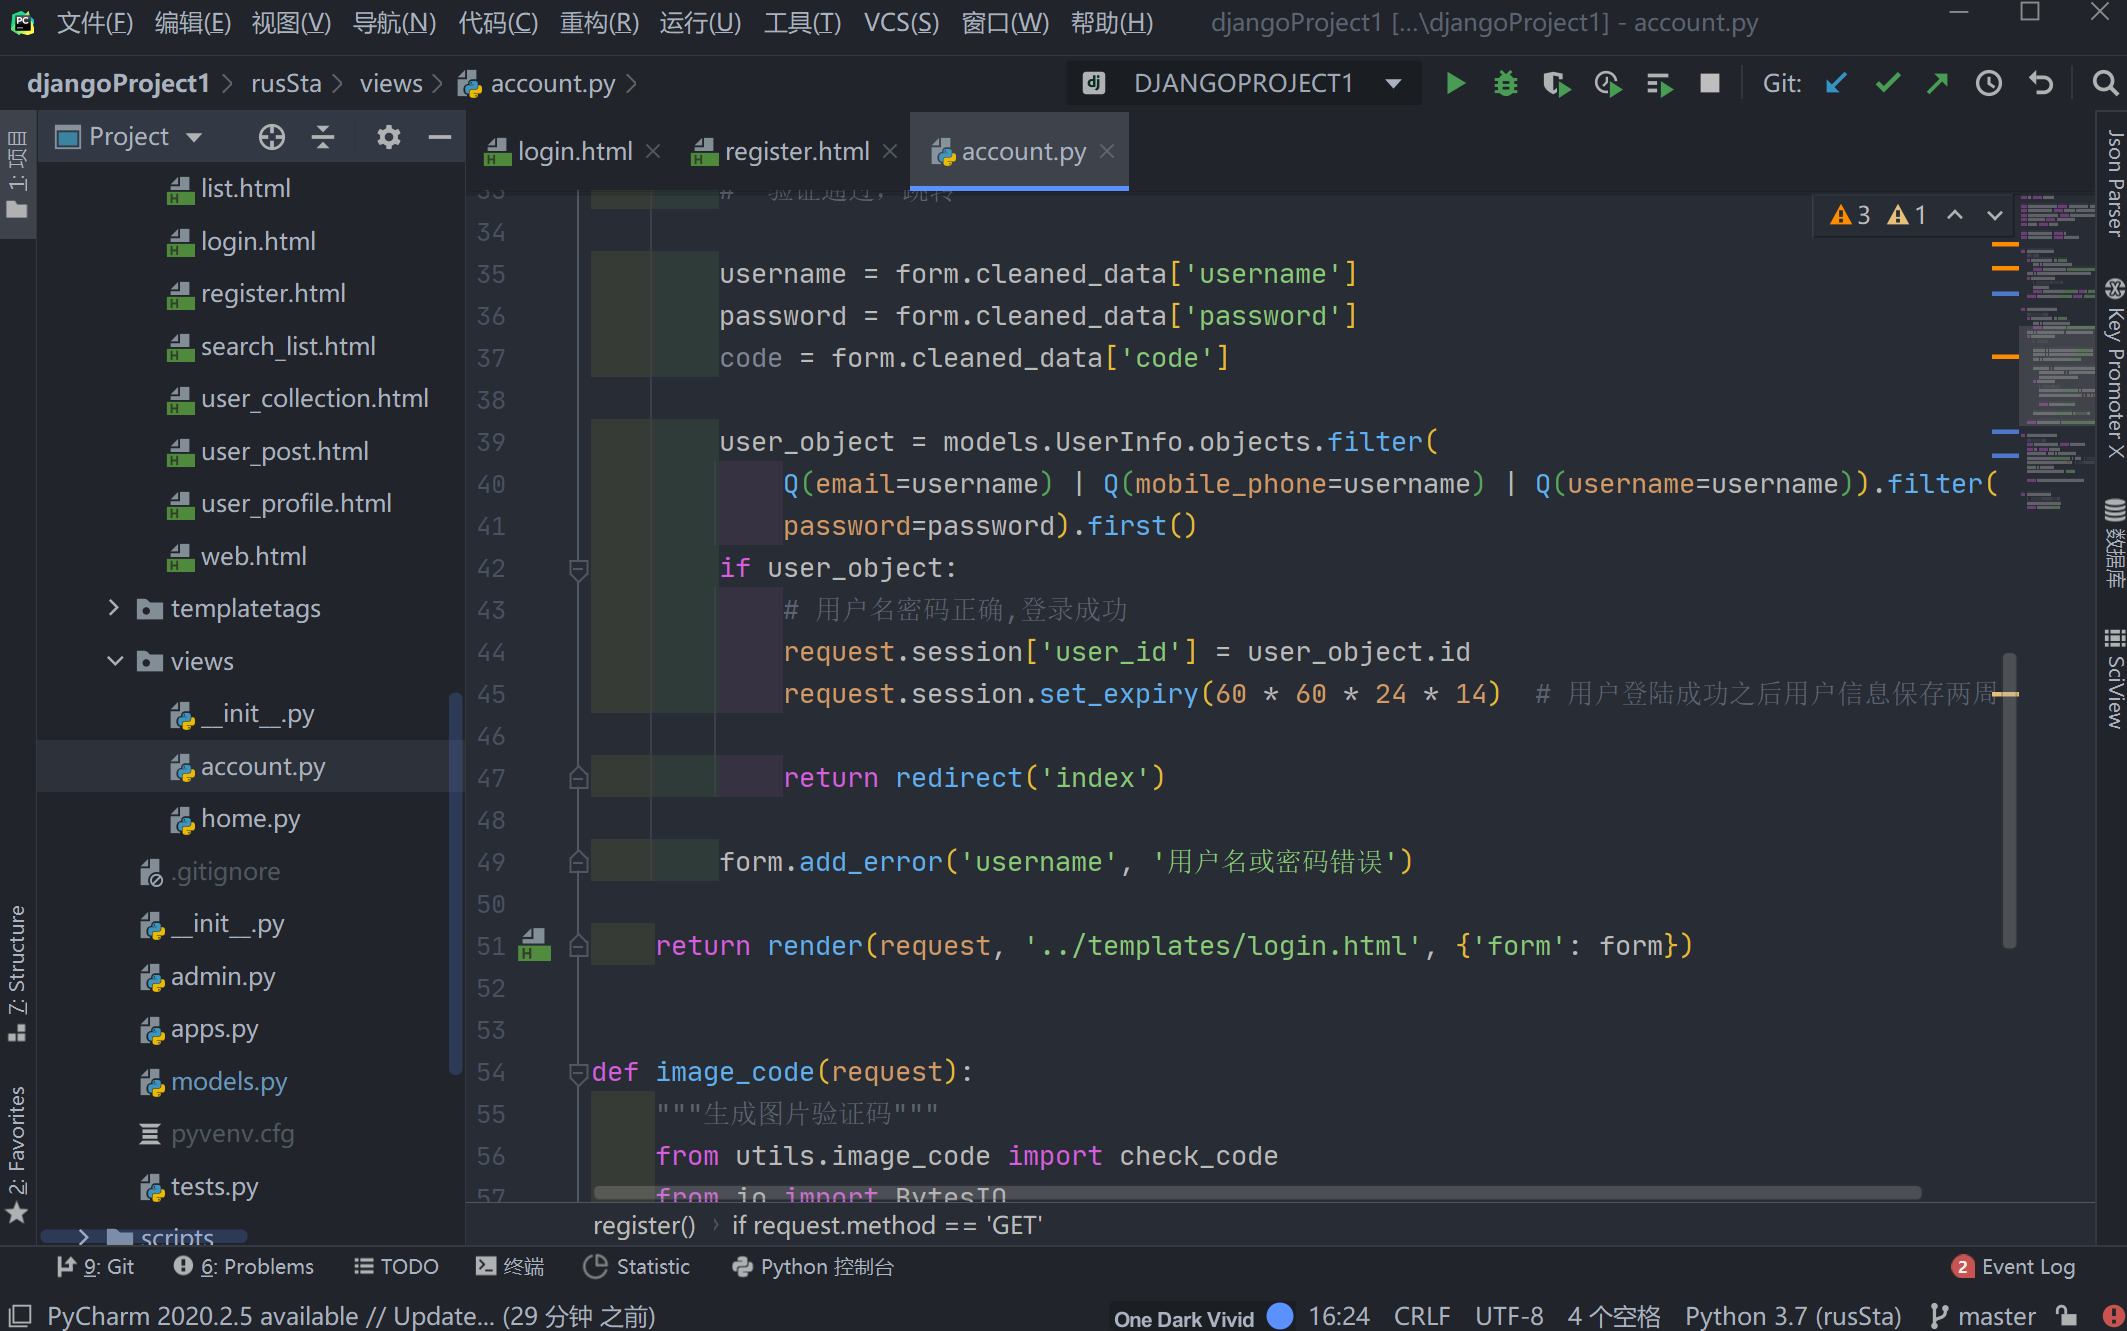 文件(F) 编辑(E) 视图(V) 导航(N) 代码(C) 重构(R) 运行(U) 工具(T) VCS(S) 窗口(W) 帮助(H) djangoProject1 [...\djangoProject1] - account.py
djangoProject1 rusSta views account.py DJANGOPROJECT1 Git:
1: 项目
Project
login.html register.html account.py
list.html
login.html
register.html
search_list.html
user_collection.html
user_post.html
user_profile.html
web.html
templatetags
views
__init__.py
account.py
home.py
.gitignore
__init__.py
admin.py
apps.py
models.py
pyvenv.cfg
tests.py
scripts
7: Structure
2: Favorites
3 1
33 # 验证通过，跳转
34
35 username = form.cleaned_data['username']
36 password = form.cleaned_data['password']
37 code = form.cleaned_data['code']
38
39 user_object = models.UserInfo.objects.filter(
40 Q(email=username) | Q(mobile_phone=username) | Q(username=username)).filter(
41 password=password).first()
42 if user_object:
43 # 用户名密码正确,登录成功
44 request.session['user_id'] = user_object.id
45 request.session.set_expiry(60 * 60 * 24 * 14)  # 用户登陆成功之后用户信息保存两周
46
47 return redirect('index')
48
49 form.add_error('username', '用户名或密码错误')
50
51 return render(request, '../templates/login.html', {'form': form})
52
53
54 def image_code(request):
55 """生成图片验证码"""
56 from utils.image_code import check_code
57 from io import BytesIO
register() if request.method == 'GET'
Json Parser
Key Promoter X
数据库
SciView
9: Git 6: Problems TODO 终端 Statistic Python 控制台 2 Event Log
PyCharm 2020.2.5 available // Update... (29 分钟 之前) One Dark Vivid 16:24 CRLF UTF-8 4 个空格 Python 3.7 (rusSta) master